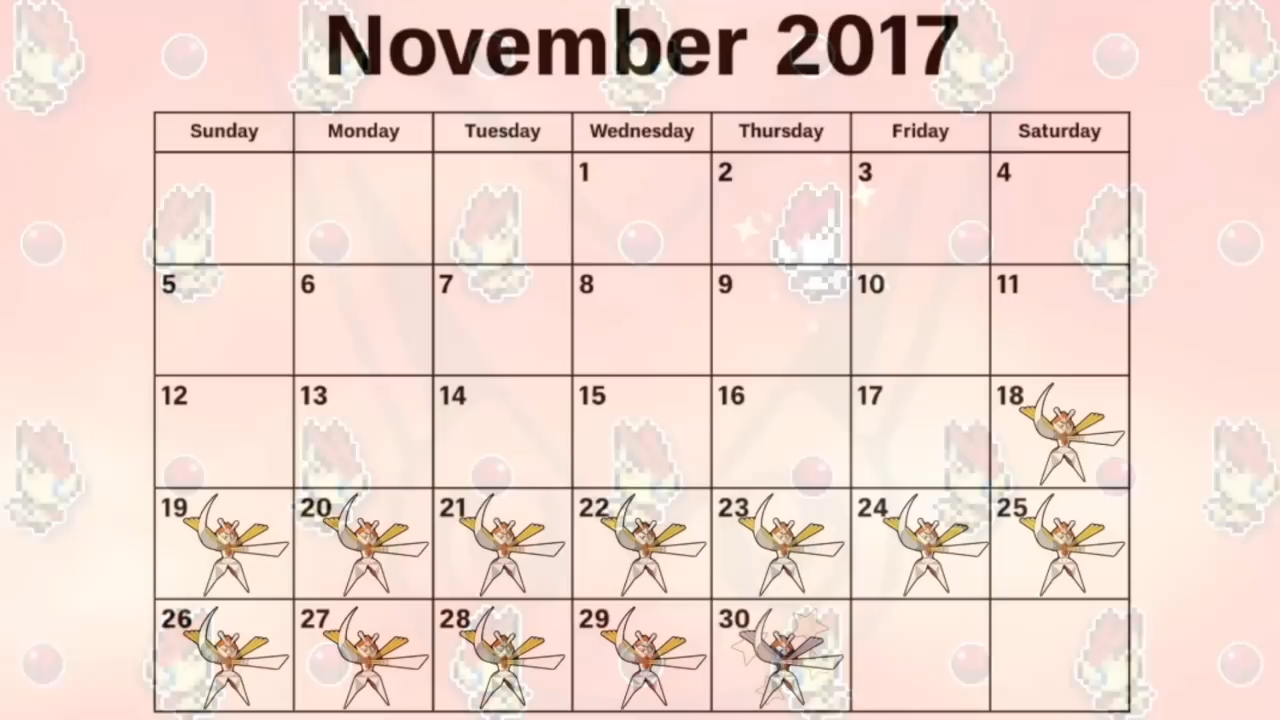 November 2017
Sunday Monday Tuesday Wednesday Thursday Friday Saturday
1 2 3 4
5 6 7 8 9 10 11
12 13 14 15 16 17 18
19 20 21 22 23 24 25
26 27 28 29 30